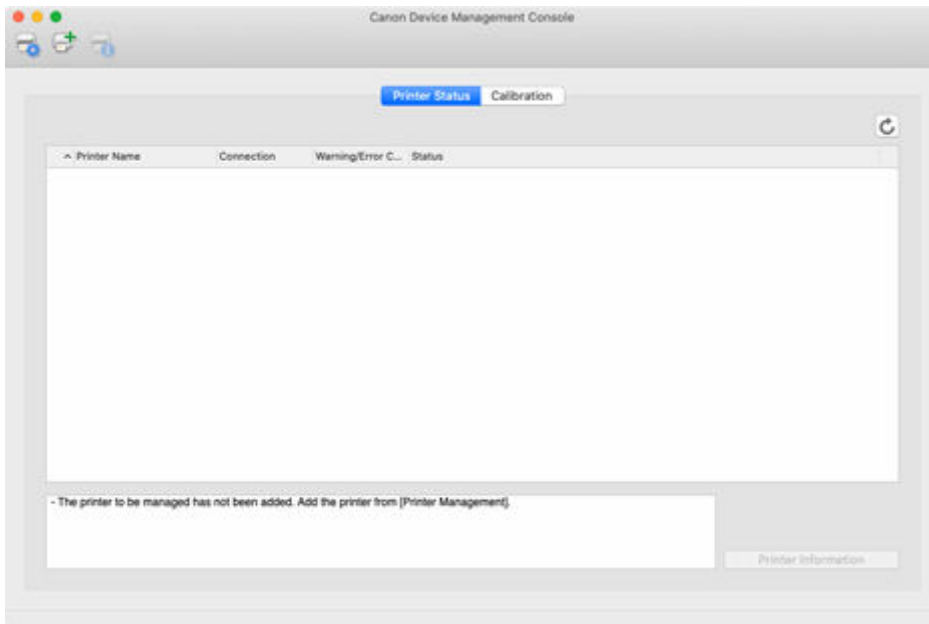 Canon Device Management Console
Printer Status Calibration
Printer Name Connection Warning/Error C... Status
- The printer to be managed has not been added. Add the printer from [Printer Management].
Printer Information